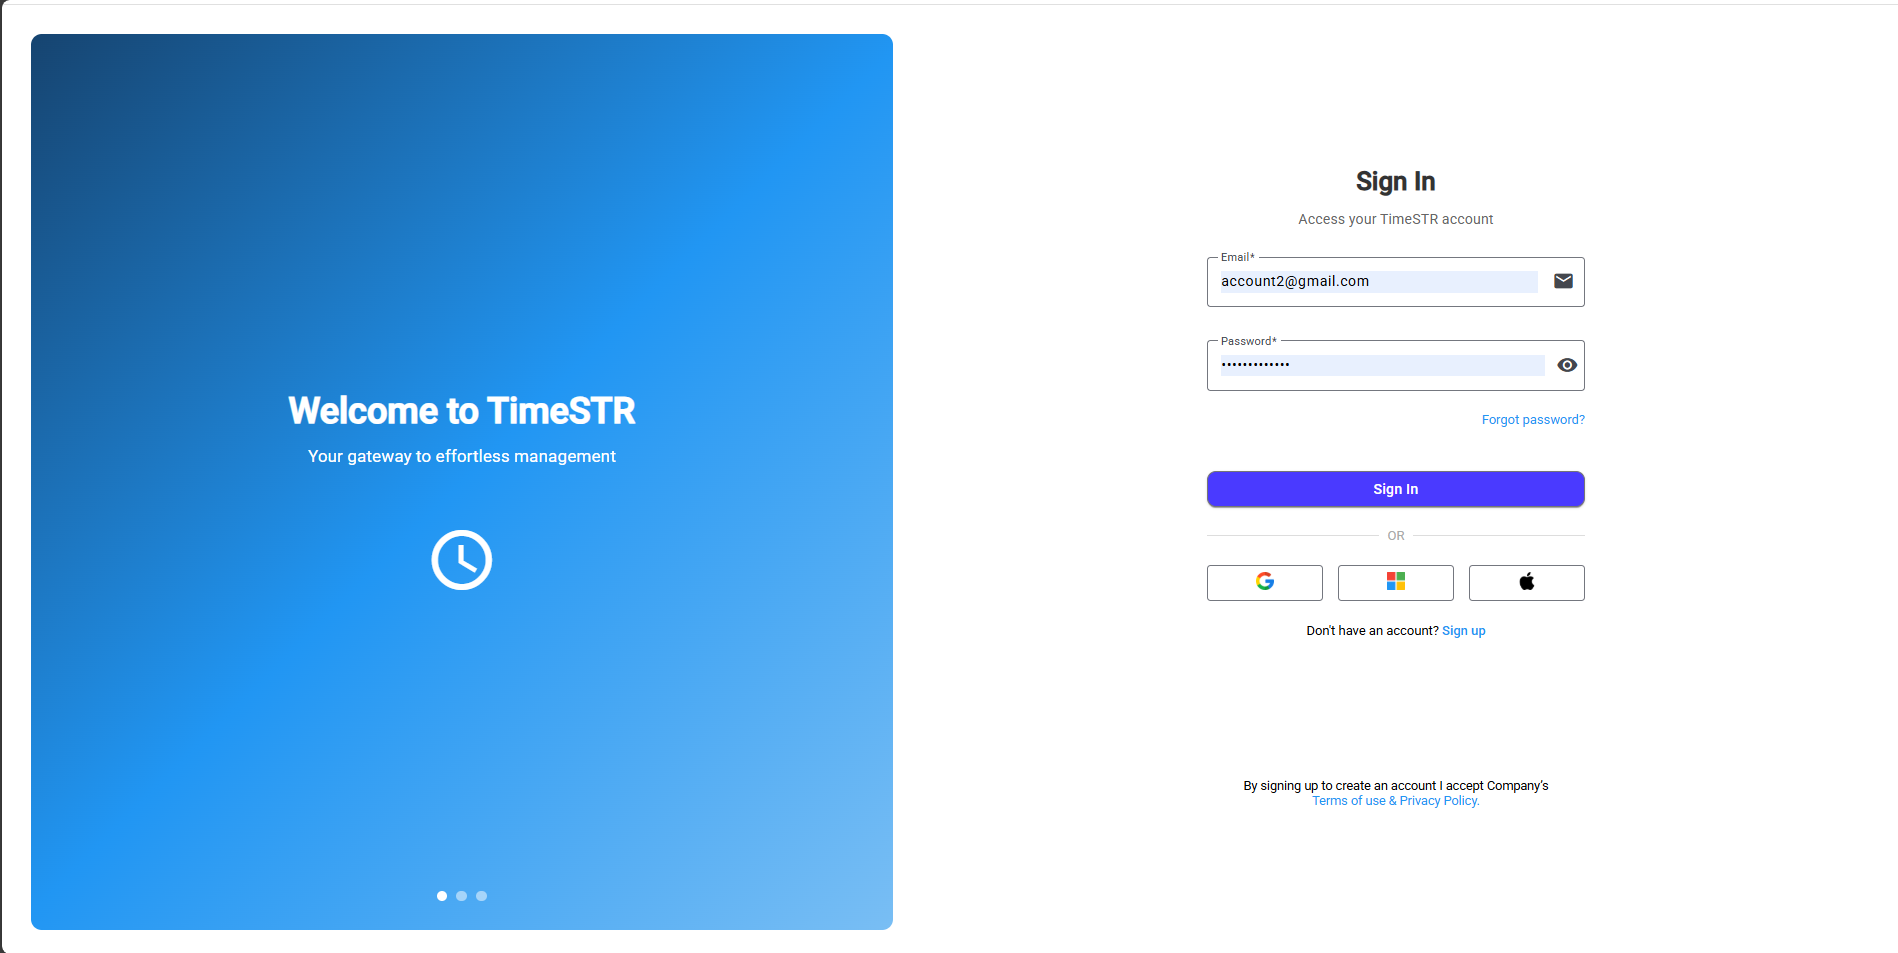 Welcome to TimeSTR
Your gateway to effortless management
Sign In
Access your TimeSTR account
Email*
account2@gmail.com
Password*
•••••••••••••
Forgot password?
Sign In
OR
Don't have an account? Sign up
By signing up to create an account I accept Company's
Terms of use & Privacy Policy.